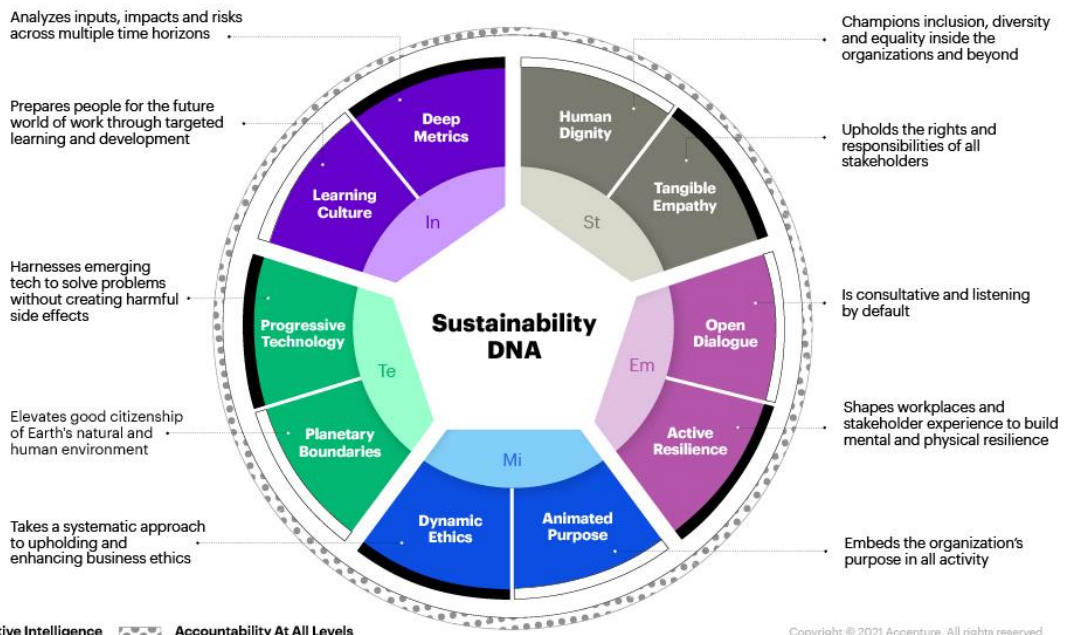 Analyzes inputs, impacts and risks
across multiple time horizons
Prepares people for the future
world of work through targeted
learning and development
Harnesses emerging
tech to solve problems
without creating harmful
side effects
Elevates good citizenship
of Earth's natural and
human environment
Takes a systematic approach
to upholding and
enhancing business ethics
Deep
Metrics
Learning
Culture
In
Progressive
Technology
Te
Planetary
Boundaries
Dynamic
Ethics
Mi
Animated
Purpose
Sustainability
DNA
Human
Dignity
St
Tangible
Empathy
Open
Dialogue
Em
Active
Resilience
Champions inclusion, diversity
and equality inside the
organizations and beyond
Upholds the rights and
responsibilities of all
stakeholders
Is consultative and listening
by default
Shapes workplaces and
stakeholder experience to build
mental and physical resilience
Embeds the organization's
purpose in all activity
Intelligence
Accountability At All Levels
Copyright © 2021 Accenture. All rights reserved